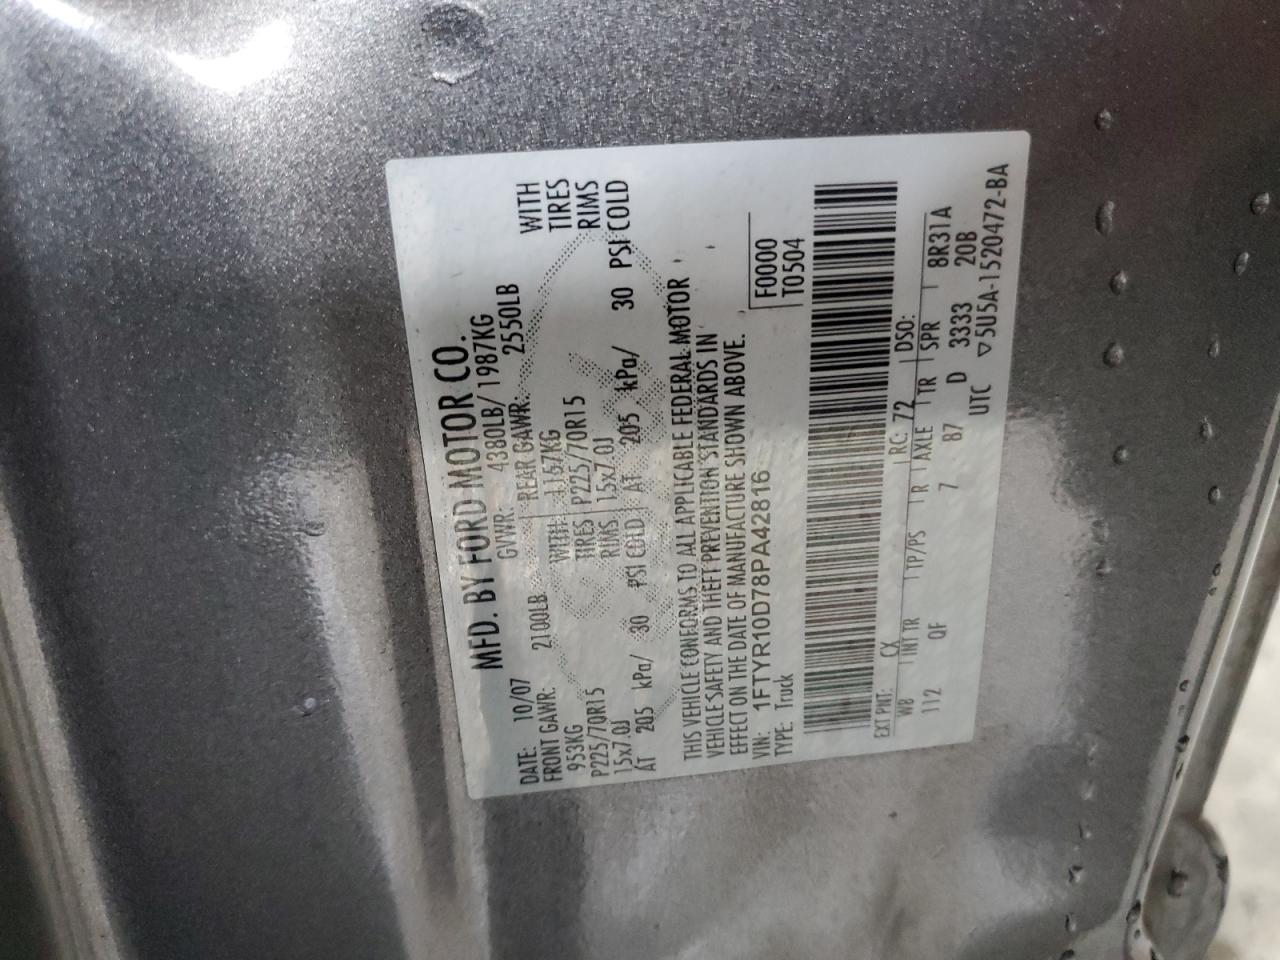 MFD. BY FORD MOTOR CO.
DATE: 10/07 GVWR: 4380LB/ 1987KG
FRONT GAWR: 2100LB REAR GAWR: 2550LB
953KG WITH 1157KG WITH
P225/70R15 TIRES P225/70R15 TIRES
15x7.0J RIMS 15x7.0J RIMS
AT 205 kPa/ 30 PSI COLD AT 205 kPa/ 30 PSI COLD
THIS VEHICLE CONFORMS TO ALL APPLICABLE FEDERAL MOTOR
VEHICLE SAFETY AND THEFT PREVENTION STANDARDS IN
EFFECT ON THE DATE OF MANUFACTURE SHOWN ABOVE.
VIN: 1FTYR10D78PA42816 F0000
TYPE: Truck T0504
EXT PNT: CX RC: 72 DSO:
WB INT TR TP/PS R AXLE TR SPR 8R31A
112 QF 7 87 D 3333 20B
UTC ▽5U5A-1520472-BA